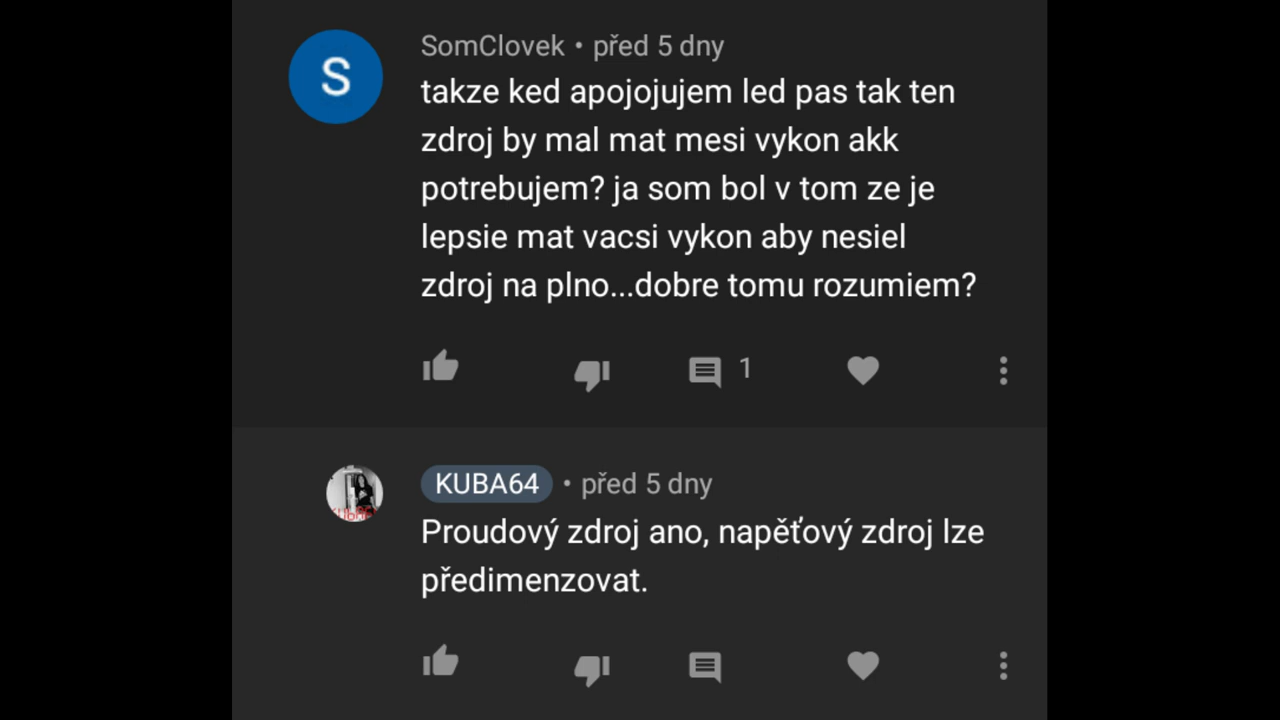 S
SomClovek • před 5 dny
takze ked apojojujem led pas tak ten
zdroj by mal mat mesi vykon akk
potrebujem? ja som bol v tom ze je
lepsie mat vacsi vykon aby nesiel
zdroj na plno...dobre tomu rozumiem?
1
KUBA64 • před 5 dny
Proudový zdroj ano, napěťový zdroj lze
předimenzovat.